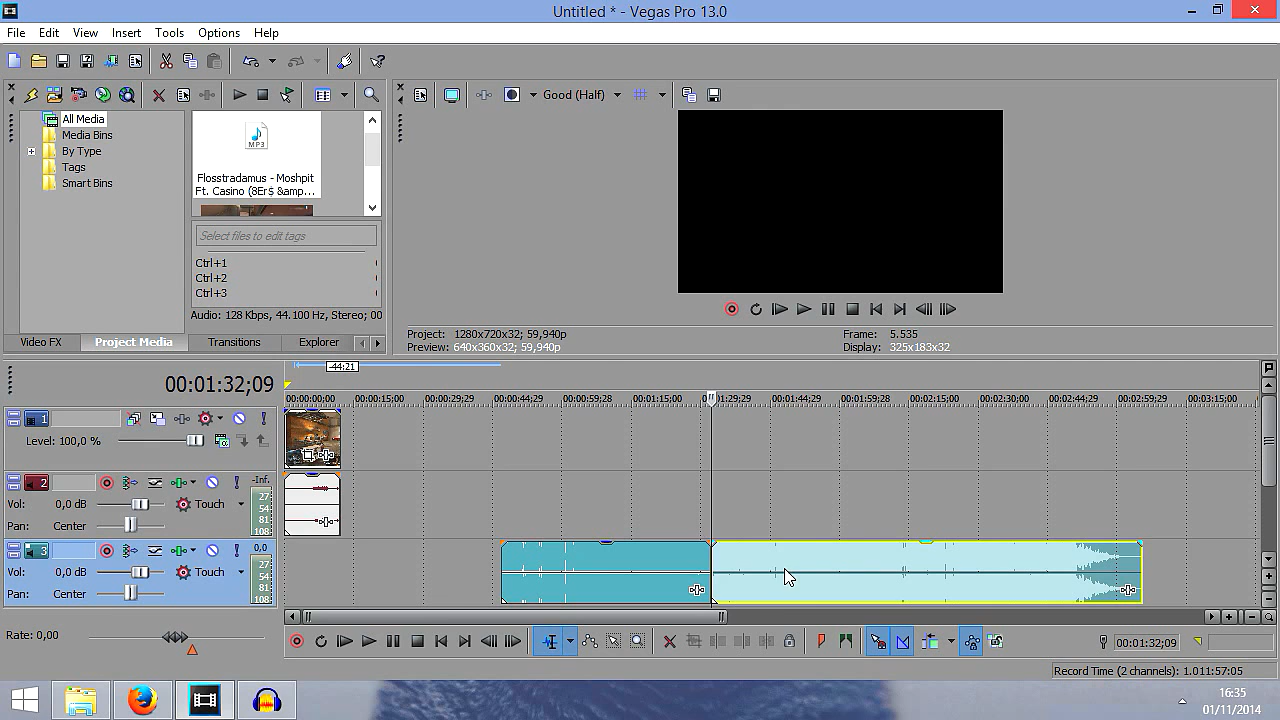 Untitled * - Vegas Pro 13.0
File Edit View Insert Tools Options Help
Good (Half)
All Media
Media Bins
By Type
Tags
Smart Bins
MP3
Flosstradamus - Moshpit
Ft. Casino (8Er$ &amp...
Select files to edit tags
Ctrl+1
Ctrl+2
Ctrl+3
Audio: 128 Kbps, 44.100 Hz, Stereo; 00
Video FX Project Media Transitions Explorer
Project: 1280x720x32; 59,940p Frame: 5.535
Preview: 640x360x32; 59,940p Display: 325x183x32
-44:21
00:01:32;09
00:00:00;00 00:00:15;00 00:00:29;29 00:00:44;29 00:00:59;28 00:01:15;00 00:01:29;29 00:01:44;29 00:01:59;28 00:02:15;00 00:02:29;29 00:02:44;29 00:02:59;29 00:03:15;00
1
Level: 100,0 %
2 -Inf.
Vol: 0,0 dB Touch
Pan: Center
27
54
81
108
3 0,0
Vol: 0,0 dB Touch
Pan: Center
27
54
81
108
Rate: 0,00
00:01:32;09
Record Time (2 channels): 1.011:57:05
16:35
01/11/2014